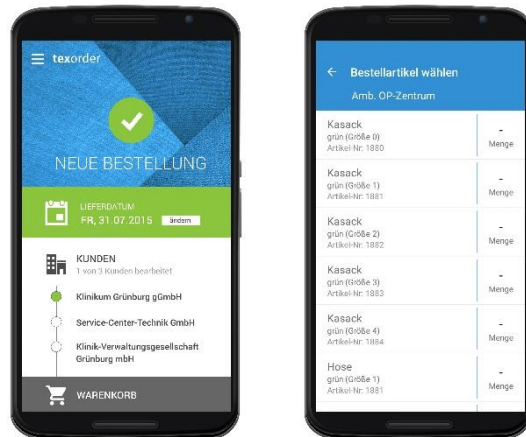 texorder
NEUE BESTELLUNG
LIEFERDATUM
FR, 31.07.2015 ändern
KUNDEN
1 von 3 Kunden bearbeitet
Klinikum Grünburg gGmbH
Service-Center-Technik GmbH
Klinik-Verwaltungsgesellschaft
Grünburg mbH
WARENKORB
Bestellartikel wählen
Amb. OP-Zentrum
Kasack
grün (Größe 0)
Artikel-Nr: 1880
-
Menge
Kasack
grün (Größe 1)
Artikel-Nr: 1881
-
Menge
Kasack
grün (Größe 2)
Artikel-Nr: 1882
-
Menge
Kasack
grün (Größe 3)
Artikel-Nr: 1883
-
Menge
Kasack
grün (Größe 4)
Artikel-Nr: 1884
-
Menge
Hose
grün (Größe 1)
Artikel-Nr: 1881
-
Menge